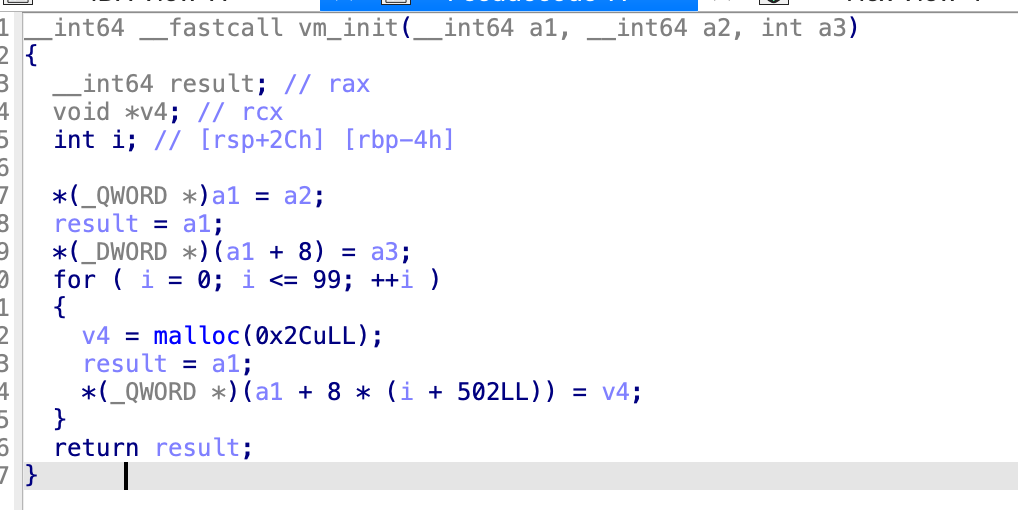 1 __int64 __fastcall vm_init(__int64 a1, __int64 a2, int a3)
2 {
3   __int64 result; // rax
4   void *v4; // rcx
5   int i; // [rsp+2Ch] [rbp-4h]
6
7   *(_QWORD *)a1 = a2;
8   result = a1;
9   *(_DWORD *)(a1 + 8) = a3;
0   for ( i = 0; i <= 99; ++i )
1   {
2     v4 = malloc(0x2CuLL);
3     result = a1;
4     *(_QWORD *)(a1 + 8 * (i + 502LL)) = v4;
5   }
6   return result;
7 }